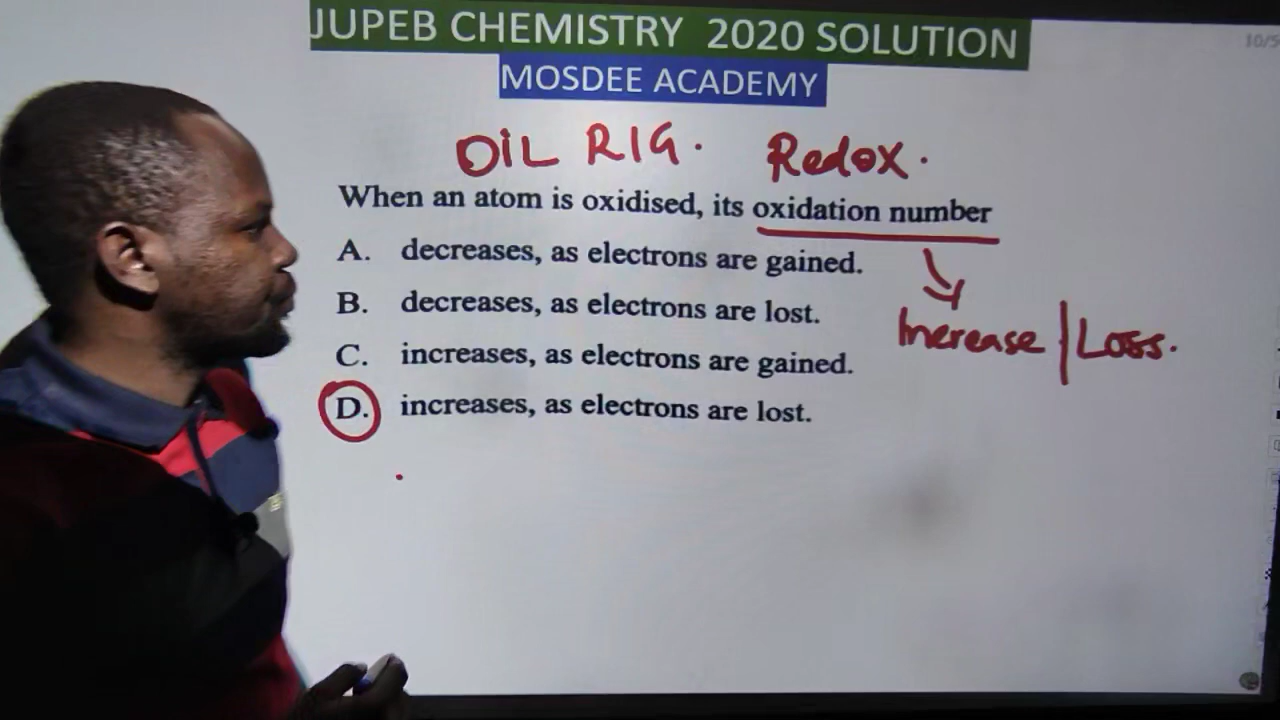 JUPEB CHEMISTRY 2020 SOLUTION
MOSDEE ACADEMY
OIL RIG. Redox.
When an atom is oxidised, its oxidation number
A. decreases, as electrons are gained.
B. decreases, as electrons are lost.
C. increases, as electrons are gained.
D. increases, as electrons are lost.
Increase | Loss.